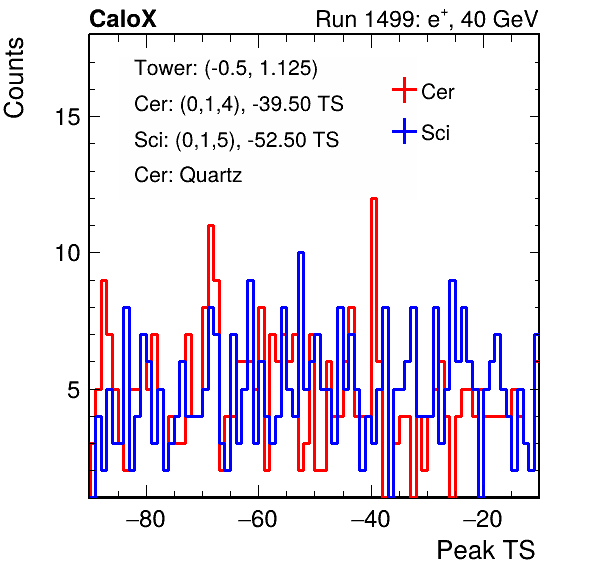 CaloX
Run 1499: e+, 40 GeV
Counts
Tower: (-0.5, 1.125)
Cer: (0,1,4), -39.50 TS
Sci: (0,1,5), -52.50 TS
Cer: Quartz
Cer
Sci
15
10
5
−80
−60
−40
−20
Peak TS